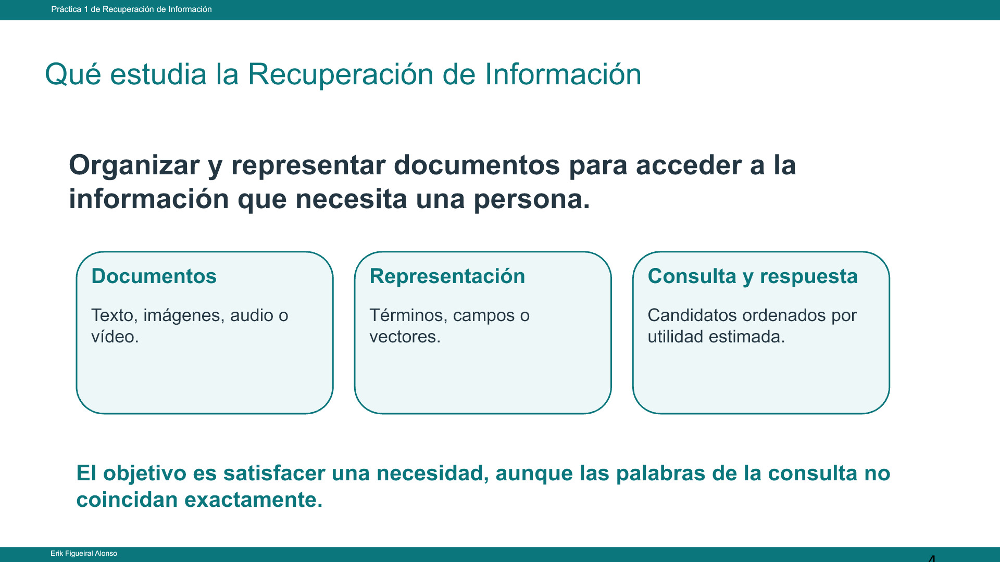 Práctica 1 de Recuperación de Información
Qué estudia la Recuperación de Información
Organizar y representar documentos para acceder a la
información que necesita una persona.
Documentos
Texto, imágenes, audio o
vídeo.
Representación
Términos, campos o
vectores.
Consulta y respuesta
Candidatos ordenados por
utilidad estimada.
El objetivo es satisfacer una necesidad, aunque las palabras de la consulta no
coincidan exactamente.
Erik Figueiral Alonso
4